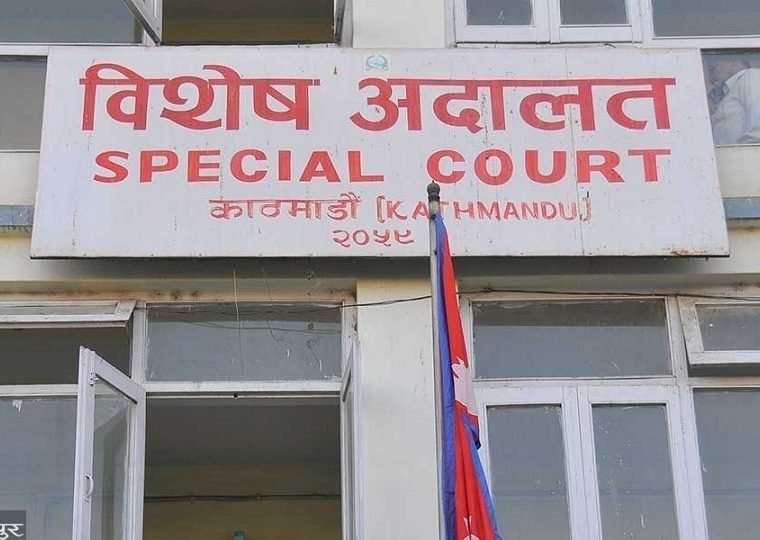 विशेष अदालत
SPECIAL COURT
काठमाडौं (KATHMANDU)
२०५९
पुर